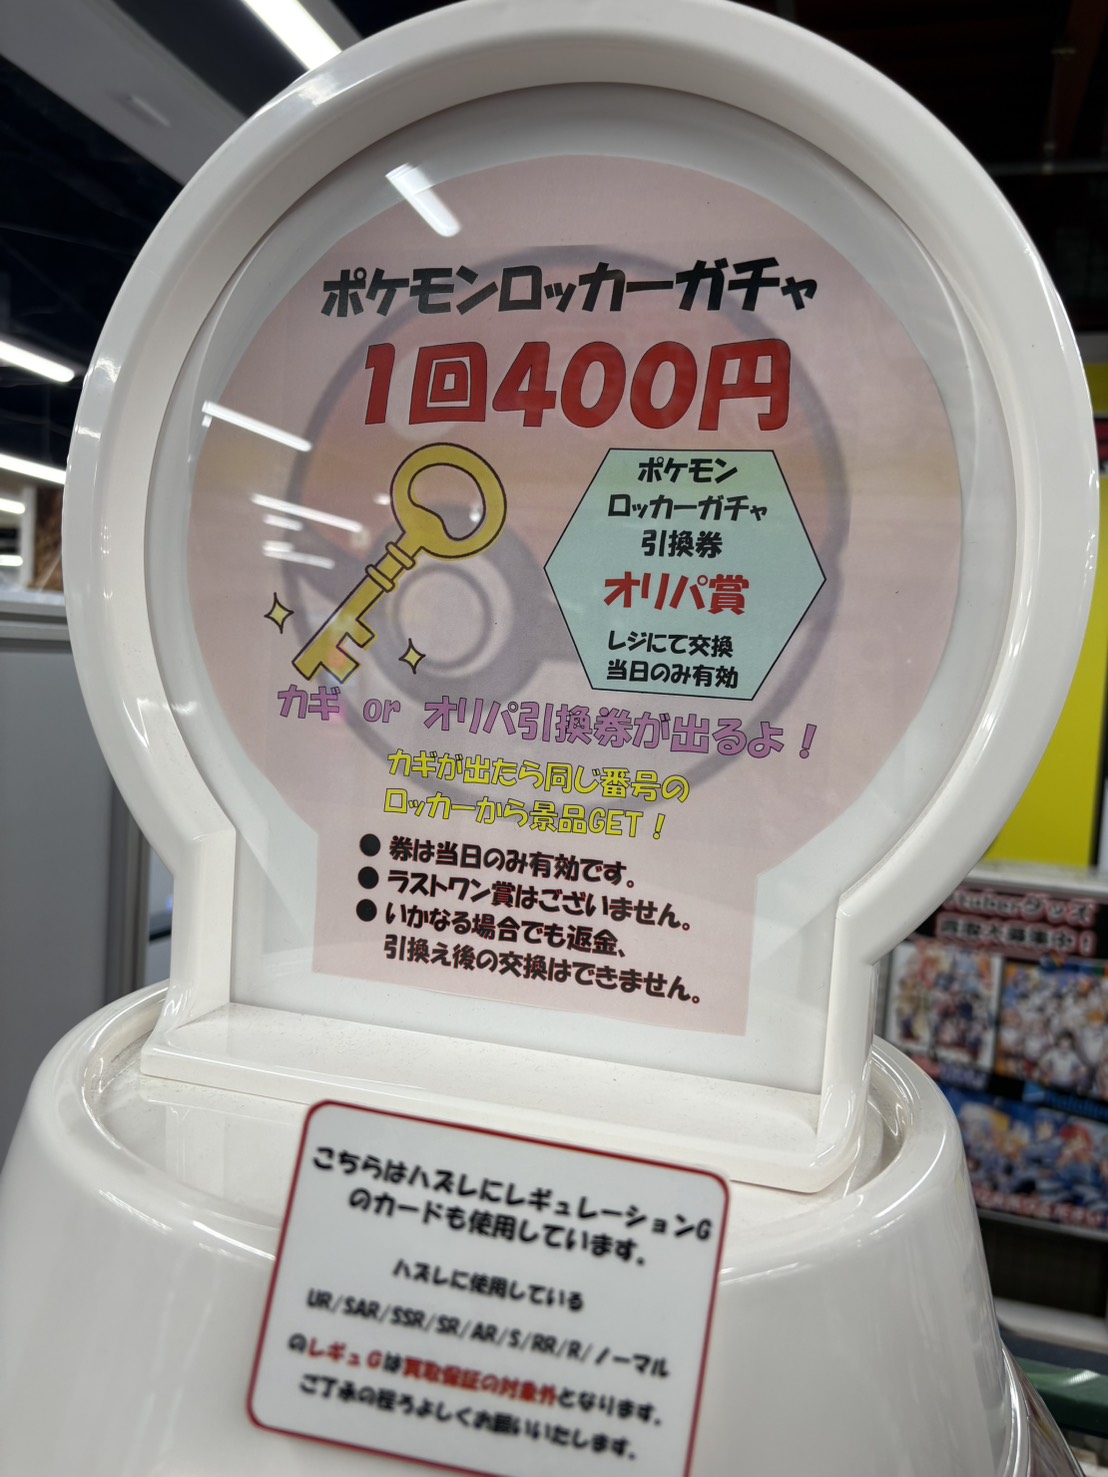 ポケモンロッカーガチャ
1回400円
ポケモン
ロッカーガチャ
引換券
オリパ賞
レジにて交換
当日のみ有効
カギ or オリパ引換券が出るよ！
カギが出たら同じ番号の
ロッカーから景品GET！
● 券は当日のみ有効です。
● ラストワン賞はございません。
● いかなる場合でも返金、
引換え後の交換はできません。
こちらはハズレにレギュレーションG
のカードも使用しています。
ハズレに使用している
UR/SAR/SSR/SR/AR/S/RR/R/ノーマル
のレギュGは買取保証の対象外となります。
ご了承の程よろしくお願いいたします。
グッズ
買取大募集中！